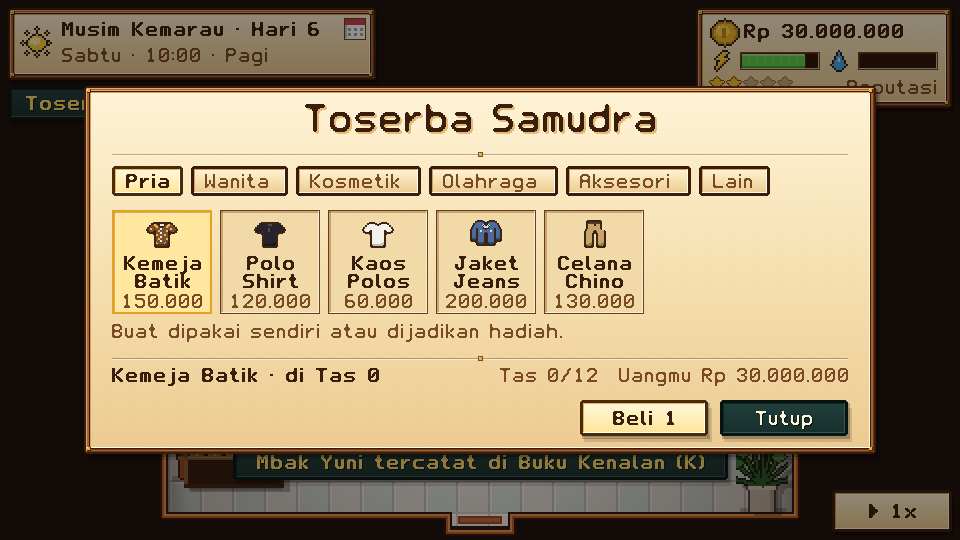 Musim Kemarau · Hari 6
Sabtu · 10:00 · Pagi
Rp 30.000.000
Toserba Samudra
Pria Wanita Kosmetik Olahraga Aksesori Lain
Kemeja Batik 150.000
Polo Shirt 120.000
Kaos Polos 60.000
Jaket Jeans 200.000
Celana Chino 130.000
Buat dipakai sendiri atau dijadikan hadiah.
Kemeja Batik · di Tas 0
Tas 0/12 Uangmu Rp 30.000.000
Beli 1
Tutup
Mbak Yuni tercatat di Buku Kenalan (K)
1x